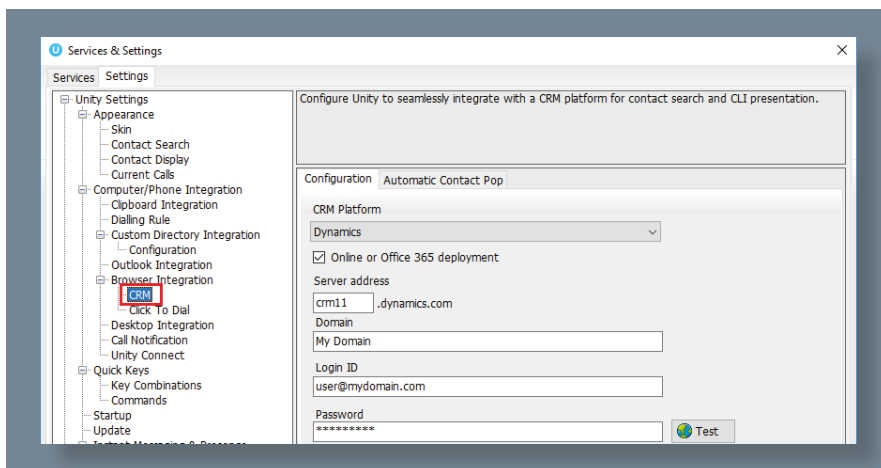 Services & Settings
Services Settings
Unity Settings
Appearance
Skin
Contact Search
Contact Display
Current Calls
Computer/Phone Integration
Clipboard Integration
Dialling Rule
Custom Directory Integration
Configuration
Outlook Integration
Browser Integration
CRM
Click To Dial
Desktop Integration
Call Notification
Unity Connect
Quick Keys
Key Combinations
Commands
Startup
Update
Instant Messaging & Presence
Configure Unity to seamlessly integrate with a CRM platform for contact search and CLI presentation.
Configuration Automatic Contact Pop
CRM Platform
Dynamics
Online or Office 365 deployment
Server address
crm11 .dynamics.com
Domain
My Domain
Login ID
user@mydomain.com
Password
*********
Test